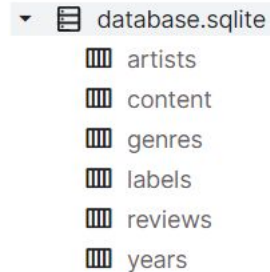 database.sqlite
artists
content
genres
labels
reviews
years